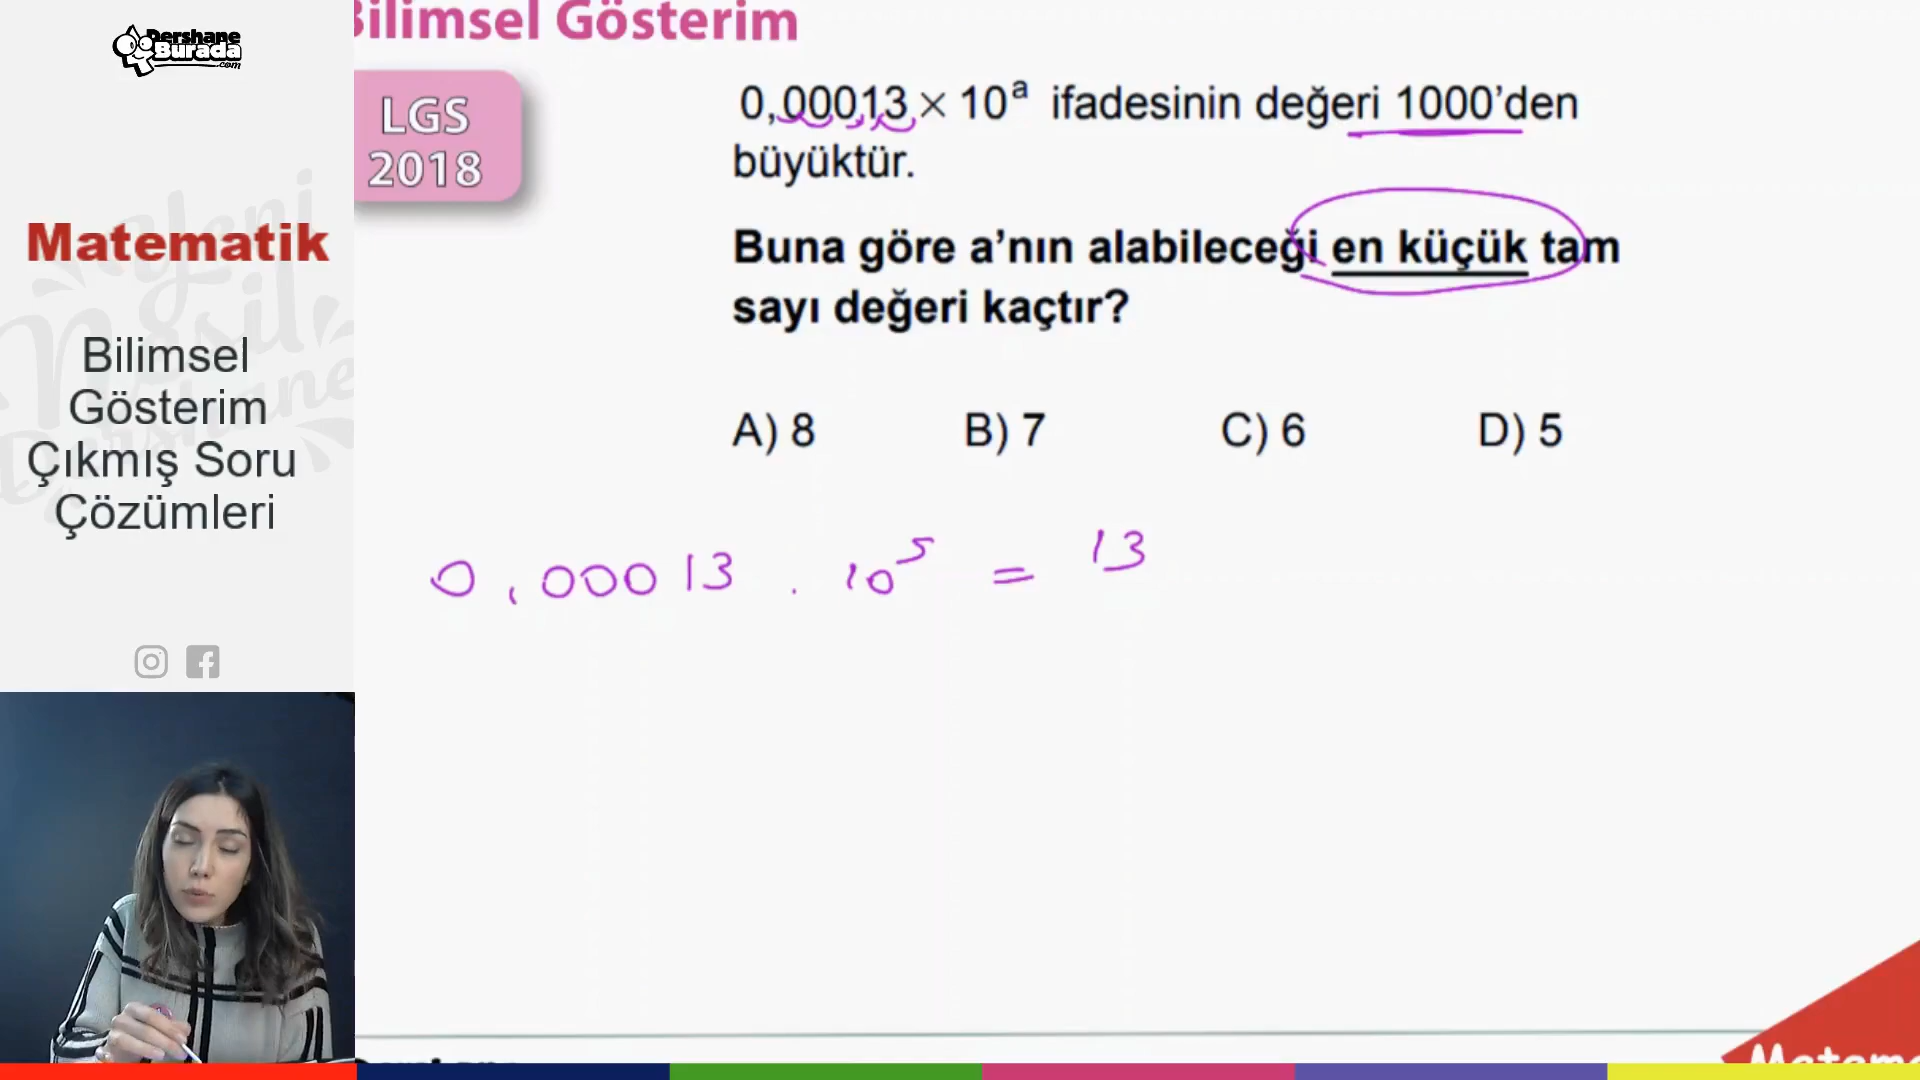 Dershane
Burada
.com
Matematik
Bilimsel
Gösterim
Çıkmış Soru
Çözümleri
Bilimsel Gösterim
LGS
2018
0,00013 × 10ᵃ ifadesinin değeri 1000’den
büyüktür.
Buna göre a’nın alabileceği en küçük tam
sayı değeri kaçtır?
A) 8 B) 7 C) 6 D) 5
0,00013 . 10⁵ = 13